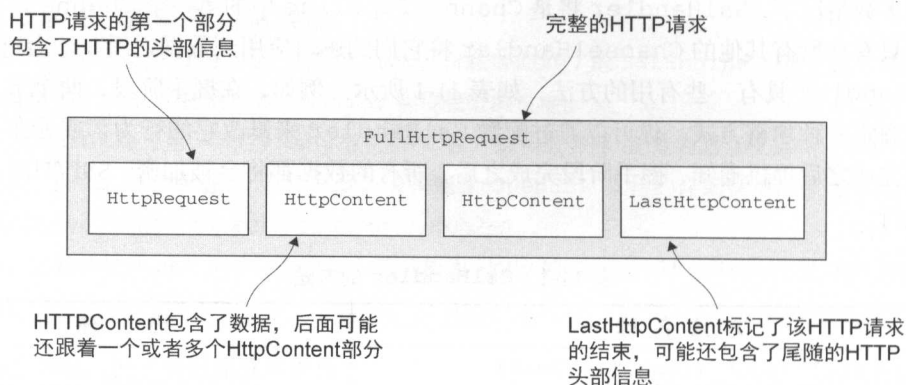 HTTP请求的第一个部分
包含了HTTP的头部信息
完整的HTTP请求
FullHttpRequest
HttpRequest
HttpContent
HttpContent
LastHttpContent
HTTPContent包含了数据，后面可能
还跟着一个或者多个HttpContent部分
LastHttpContent标记了该HTTP请求
的结束，可能还包含了尾随的HTTP
头部信息